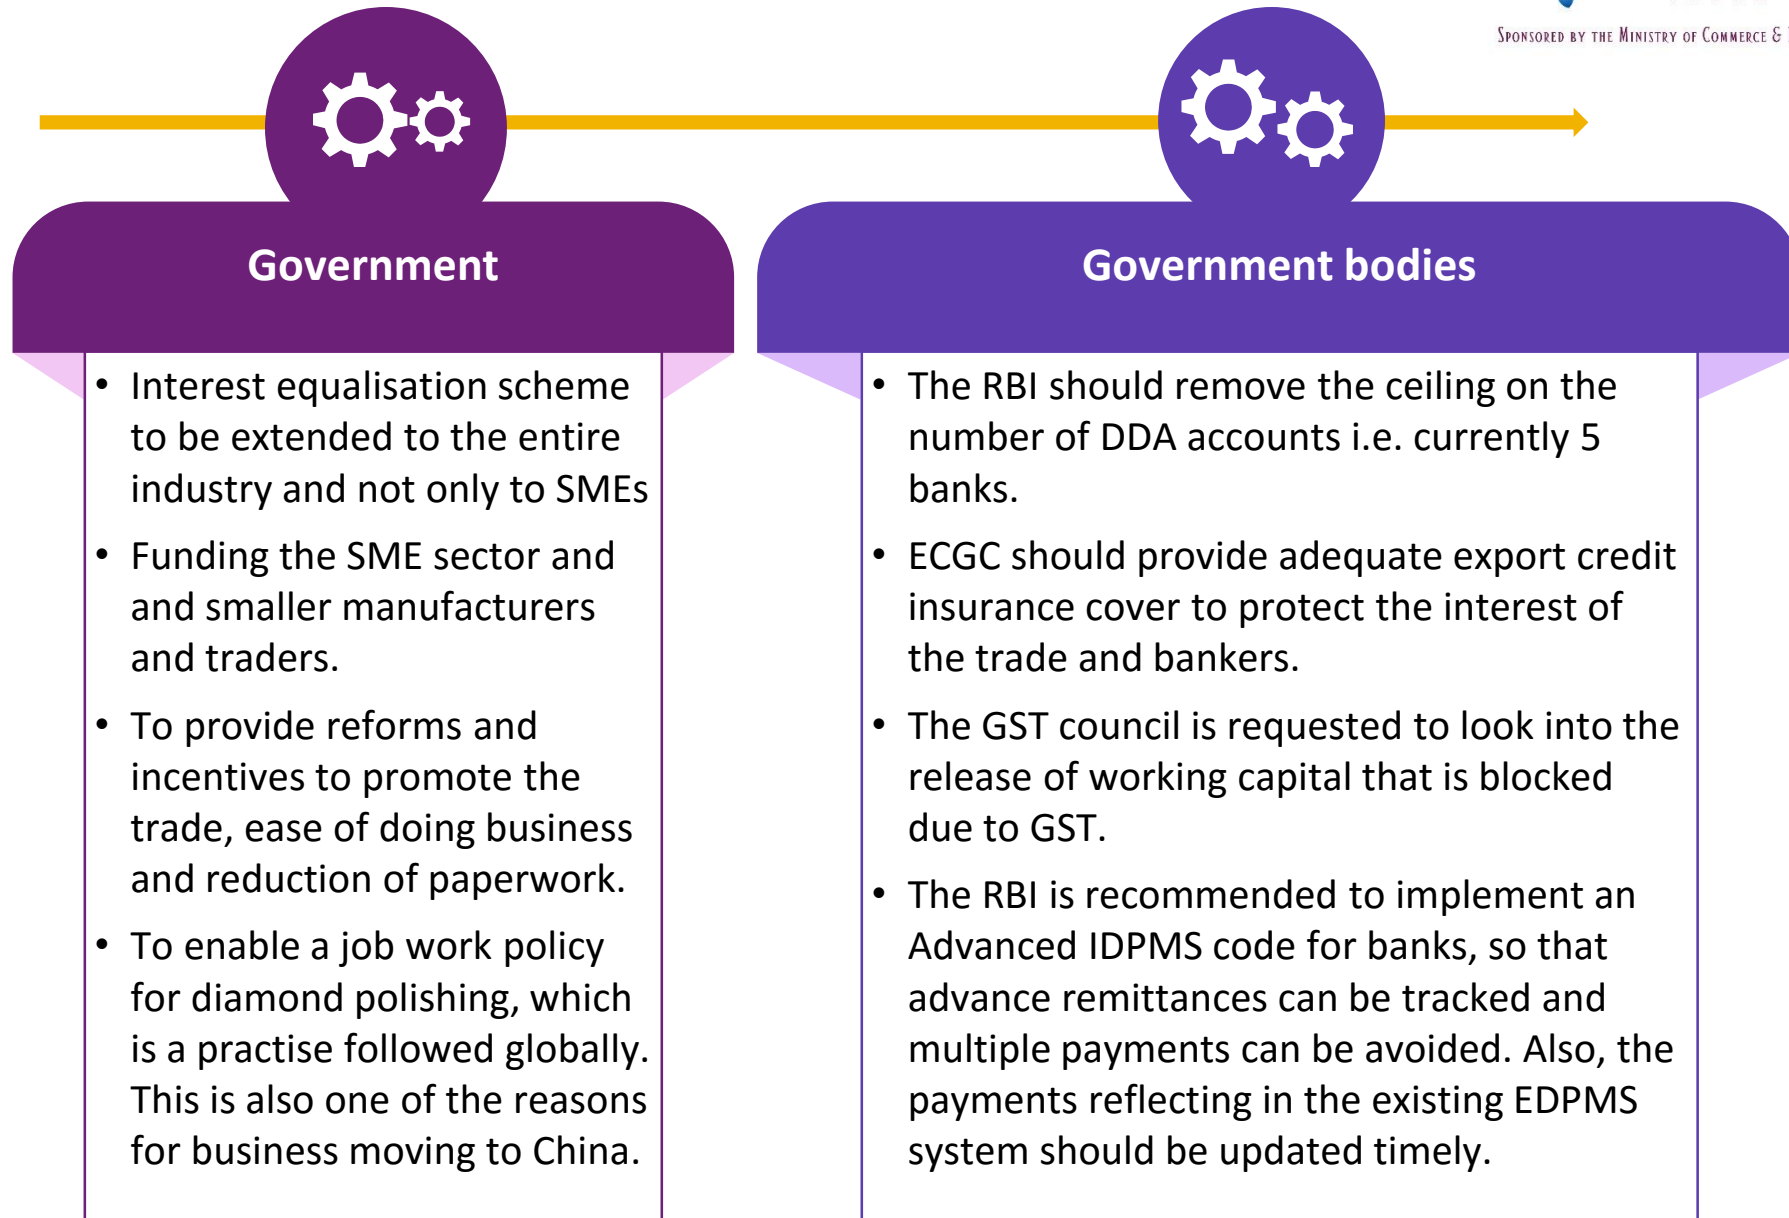 SPONSORED BY THE MINISTRY OF COMMERCE &
Government
• Interest equalisation scheme
to be extended to the entire
industry and not only to SMEs
• Funding the SME sector and
and smaller manufacturers
and traders.
• To provide reforms and
incentives to promote the
trade, ease of doing business
and reduction of paperwork.
• To enable a job work policy
for diamond polishing, which
is a practise followed globally.
This is also one of the reasons
for business moving to China.
Government bodies
• The RBI should remove the ceiling on the
number of DDA accounts i.e. currently 5
banks.
• ECGC should provide adequate export credit
insurance cover to protect the interest of
the trade and bankers.
• The GST council is requested to look into the
release of working capital that is blocked
due to GST.
• The RBI is recommended to implement an
Advanced IDPMS code for banks, so that
advance remittances can be tracked and
multiple payments can be avoided. Also, the
payments reflecting in the existing EDPMS
system should be updated timely.